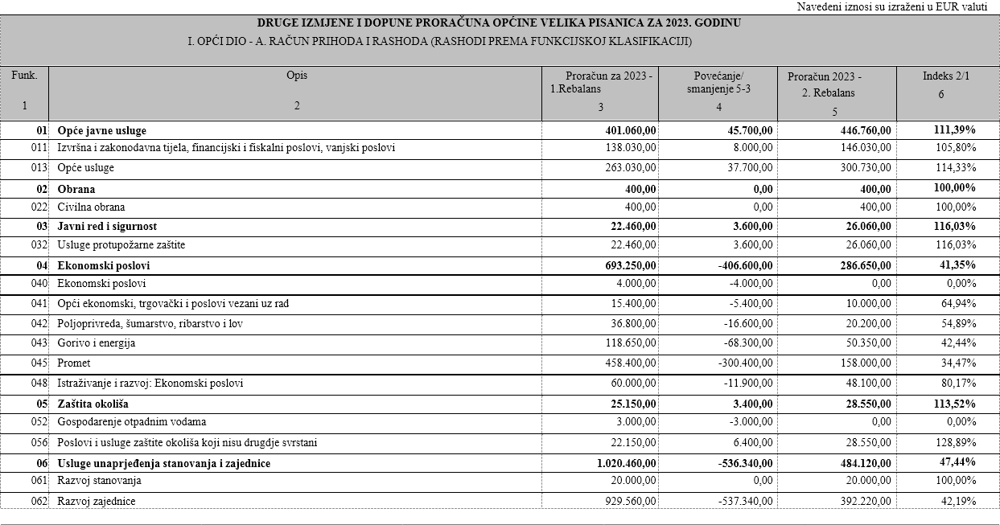 Navedeni iznosi su izraženi u EUR valuti
DRUGE IZMJENE I DOPUNE PRORAČUNA OPĆINE VELIKA PISANICA ZA 2023. GODINU
I. OPĆI DIO - A. RAČUN PRIHODA I RASHODA (RASHODI PREMA FUNKCIJSKOJ KLASIFIKACIJI)
Funk. Opis Proračun za 2023 - 1.Rebalans Povećanje/ smanjenje 5-3 Proračun 2023 - 2. Rebalans Indeks 2/1
1 2 3 4 5 6
01 Opće javne usluge 401.060,00 45.700,00 446.760,00 111,39%
011 Izvršna i zakonodavna tijela, financijski i fiskalni poslovi, vanjski poslovi 138.030,00 8.000,00 146.030,00 105,80%
013 Opće usluge 263.030,00 37.700,00 300.730,00 114,33%
02 Obrana 400,00 0,00 400,00 100,00%
022 Civilna obrana 400,00 0,00 400,00 100,00%
03 Javni red i sigurnost 22.460,00 3.600,00 26.060,00 116,03%
032 Usluge protupožarne zaštite 22.460,00 3.600,00 26.060,00 116,03%
04 Ekonomski poslovi 693.250,00 -406.600,00 286.650,00 41,35%
040 Ekonomski poslovi 4.000,00 -4.000,00 0,00 0,00%
041 Opći ekonomski, trgovački i poslovi vezani uz rad 15.400,00 -5.400,00 10.000,00 64,94%
042 Poljoprivreda, šumarstvo, ribarstvo i lov 36.800,00 -16.600,00 20.200,00 54,89%
043 Gorivo i energija 118.650,00 -68.300,00 50.350,00 42,44%
045 Promet 458.400,00 -300.400,00 158.000,00 34,47%
048 Istraživanje i razvoj: Ekonomski poslovi 60.000,00 -11.900,00 48.100,00 80,17%
05 Zaštita okoliša 25.150,00 3.400,00 28.550,00 113,52%
052 Gospodarenje otpadnim vodama 3.000,00 -3.000,00 0,00 0,00%
056 Poslovi i usluge zaštite okoliša koji nisu drugdje svrstani 22.150,00 6.400,00 28.550,00 128,89%
06 Usluge unaprjeđenja stanovanja i zajednice 1.020.460,00 -536.340,00 484.120,00 47,44%
061 Razvoj stanovanja 20.000,00 0,00 20.000,00 100,00%
062 Razvoj zajednice 929.560,00 -537.340,00 392.220,00 42,19%